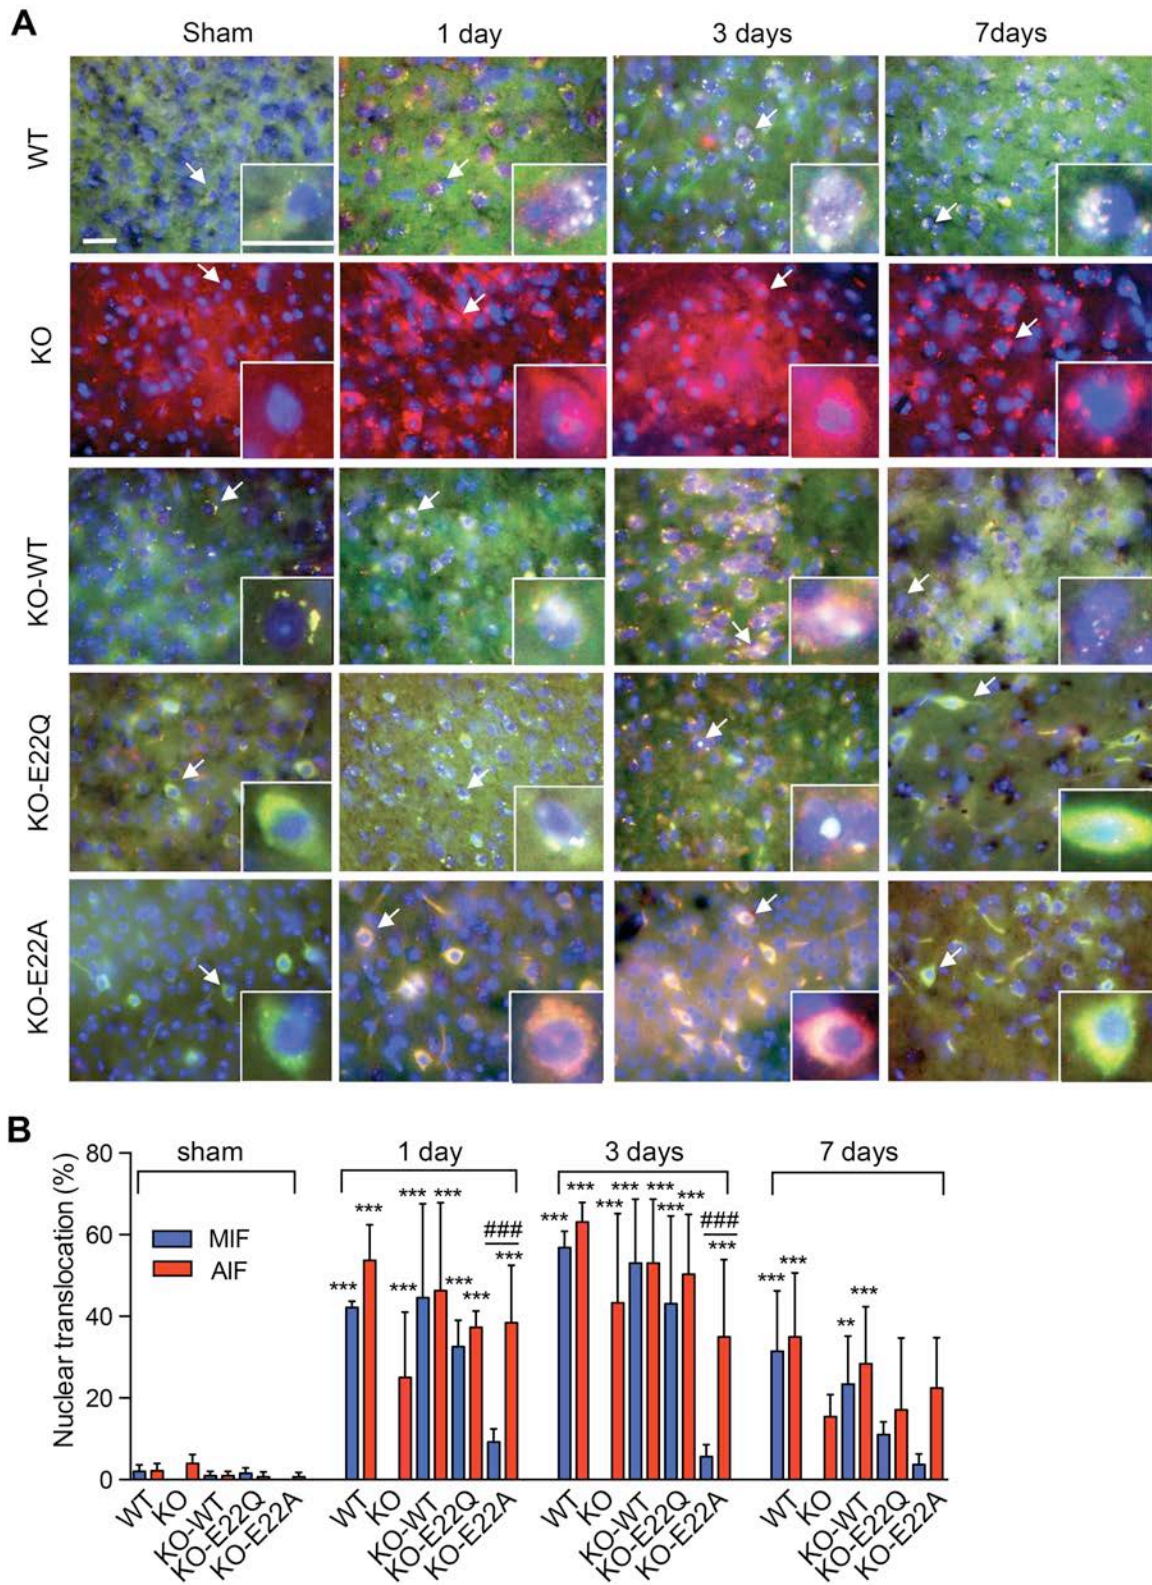 A
Sham 1 day 3 days 7days
WT
KO
KO-WT
KO-E22Q
KO-E22A
B
Nuclear translocation (%)
80
60
40
20
0
sham 1 day 3 days 7 days
MIF
AIF
*** *** *** *** *** *** *** ### ***
*** *** *** *** *** *** *** ### ***
*** *** ** ***
WT KO KO-WT KO-E22Q KO-E22A WT KO KO-WT KO-E22Q KO-E22A WT KO KO-WT KO-E22Q KO-E22A WT KO KO-WT KO-E22Q KO-E22A